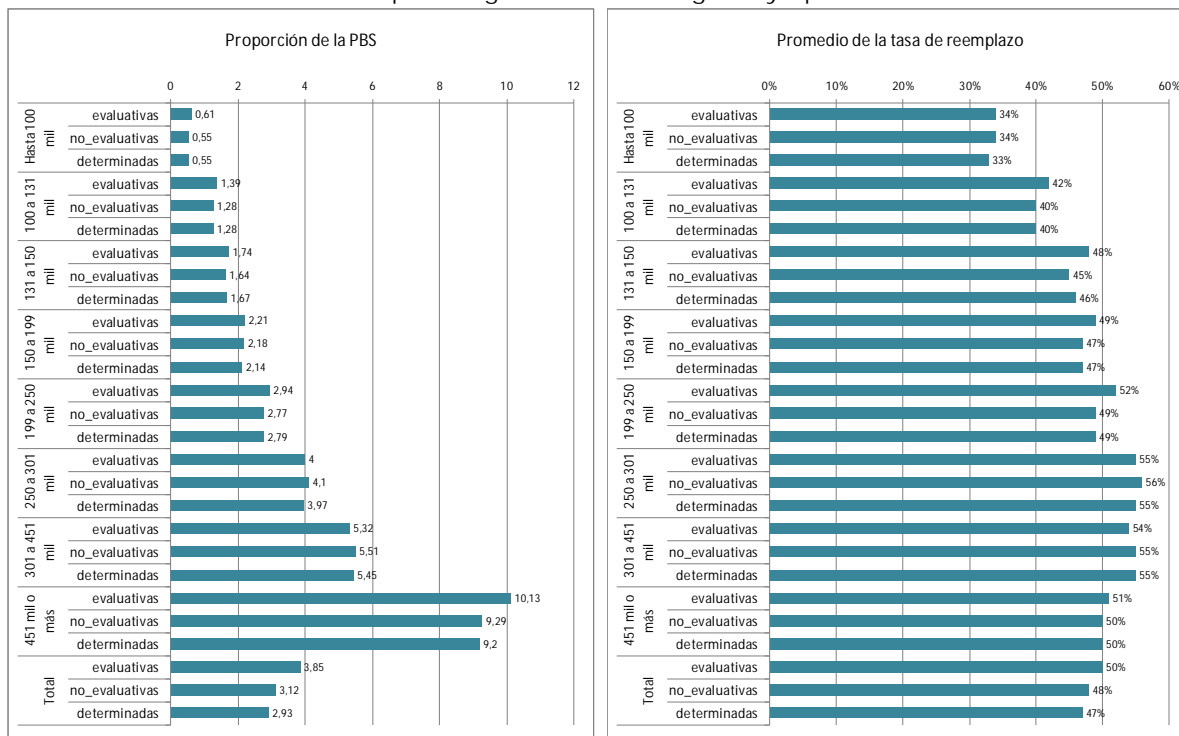 Proporción de la PBS
0 2 4 6 8 10 12
Hasta 100 mil
evaluativas 0,61
no_evaluativas 0,55
determinadas 0,55
100 a 131 mil
evaluativas 1,39
no_evaluativas 1,28
determinadas 1,28
131 a 150 mil
evaluativas 1,74
no_evaluativas 1,64
determinadas 1,67
150 a 199 mil
evaluativas 2,21
no_evaluativas 2,18
determinadas 2,14
199 a 250 mil
evaluativas 2,94
no_evaluativas 2,77
determinadas 2,79
250 a 301 mil
evaluativas 4
no_evaluativas 4,1
determinadas 3,97
301 a 451 mil
evaluativas 5,32
no_evaluativas 5,51
determinadas 5,45
451 mil o más
evaluativas 10,13
no_evaluativas 9,29
determinadas 9,2
Total
evaluativas 3,85
no_evaluativas 3,12
determinadas 2,93
Promedio de la tasa de reemplazo
0% 10% 20% 30% 40% 50% 60%
Hasta 100 mil
evaluativas 34%
no_evaluativas 34%
determinadas 33%
100 a 131 mil
evaluativas 42%
no_evaluativas 40%
determinadas 40%
131 a 150 mil
evaluativas 48%
no_evaluativas 45%
determinadas 46%
150 a 199 mil
evaluativas 49%
no_evaluativas 47%
determinadas 47%
199 a 250 mil
evaluativas 52%
no_evaluativas 49%
determinadas 49%
250 a 301 mil
evaluativas 55%
no_evaluativas 56%
determinadas 55%
301 a 451 mil
evaluativas 54%
no_evaluativas 55%
determinadas 55%
451 mil o más
evaluativas 51%
no_evaluativas 50%
determinadas 50%
Total
evaluativas 50%
no_evaluativas 48%
determinadas 47%